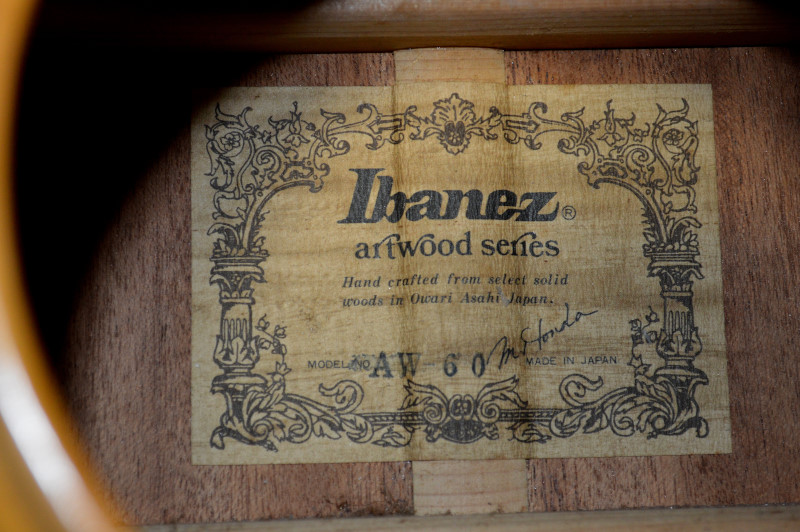 Ibanez®
artwood series
Hand crafted from select solid
woods in Owari Asahi Japan.
M. Honda
MODEL NO AW-60 MADE IN JAPAN